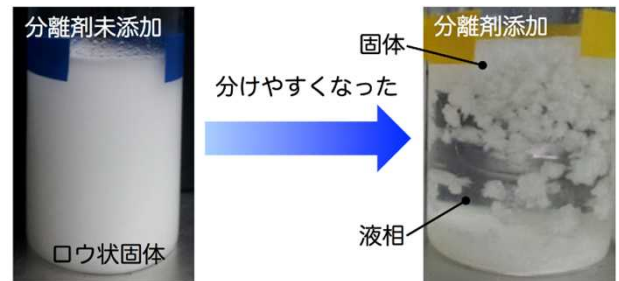 分離剤未添加
ロウ状固体
分けやすくなった
分離剤添加
固体
液相